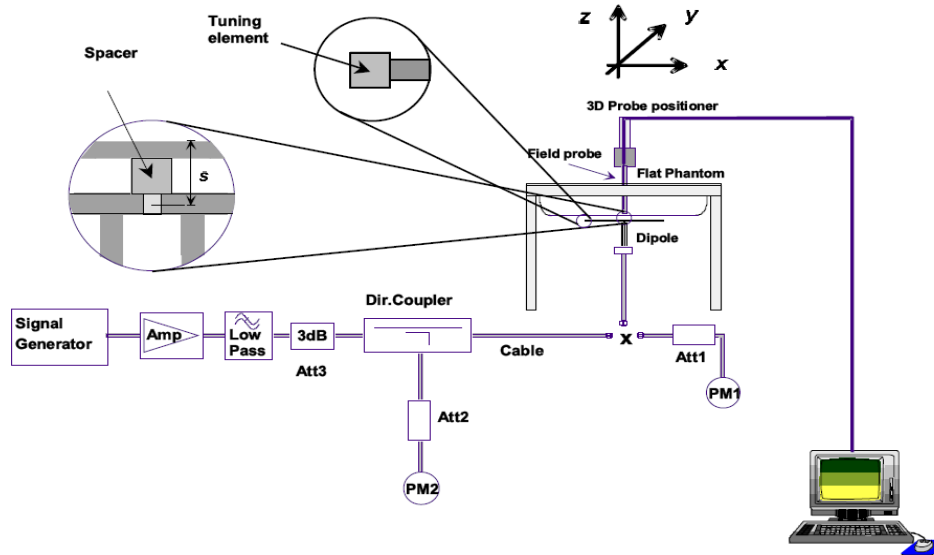 Tuning
element
Spacer
s
z
y
x
3D Probe positioner
Field probe
Flat Phantom
Dipole
Signal
Generator
Amp
Low
Pass
3dB
Att3
Dir.Coupler
Cable
x
Att1
PM1
Att2
PM2